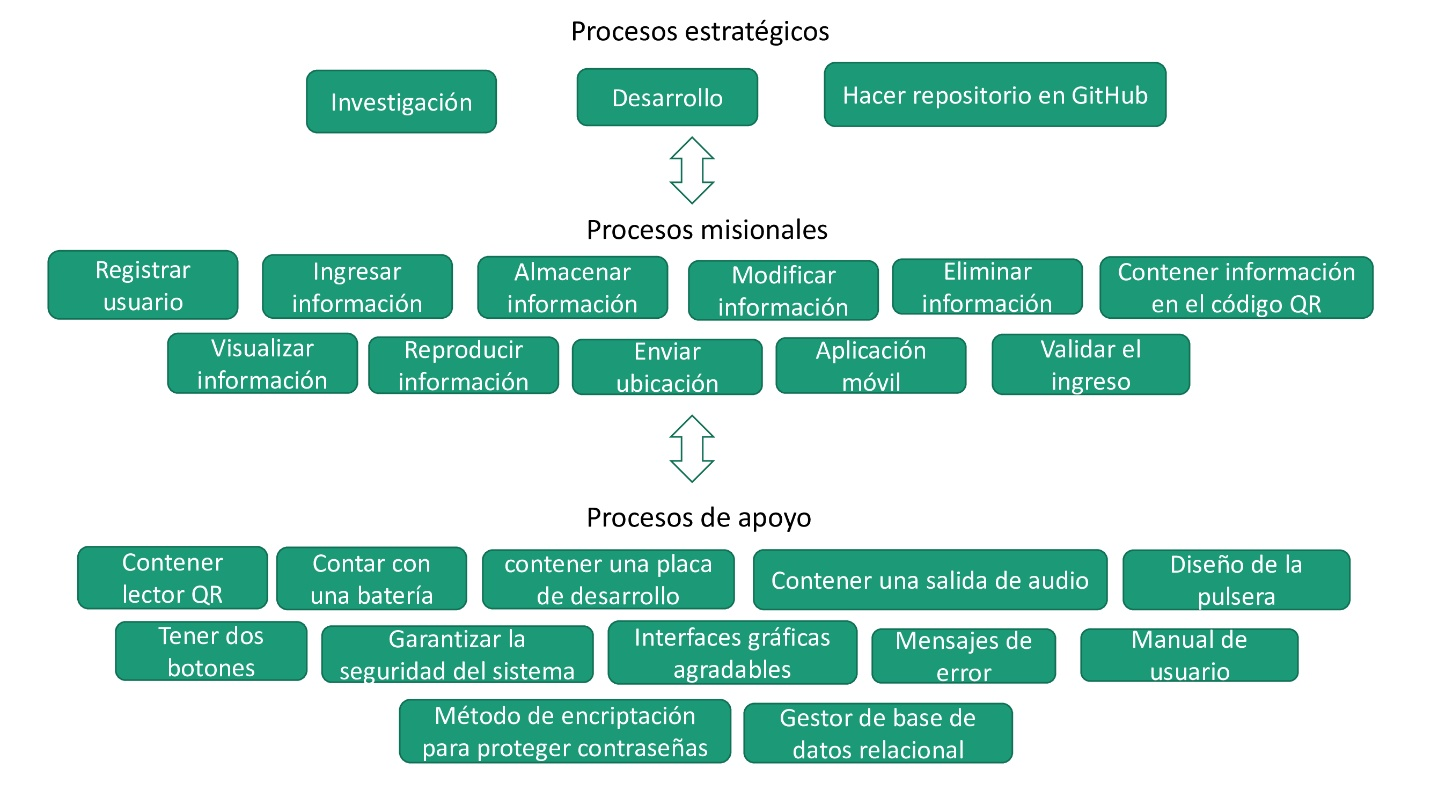 Procesos estratégicos
Investigación
Desarrollo
Hacer repositorio en GitHub
Procesos misionales
Registrar
usuario
Ingresar
información
Almacenar
información
Modificar
información
Eliminar
información
Contener información
en el código QR
Visualizar
información
Reproducir
información
Enviar
ubicación
Aplicación
móvil
Validar el
ingreso
Procesos de apoyo
Contener
lector QR
Contar con
una batería
contener una placa
de desarrollo
Contener una salida de audio
Diseño de la
pulsera
Tener dos
botones
Garantizar la
seguridad del sistema
Interfaces gráficas
agradables
Mensajes de
error
Manual de
usuario
Método de encriptación
para proteger contraseñas
Gestor de base de
datos relacional